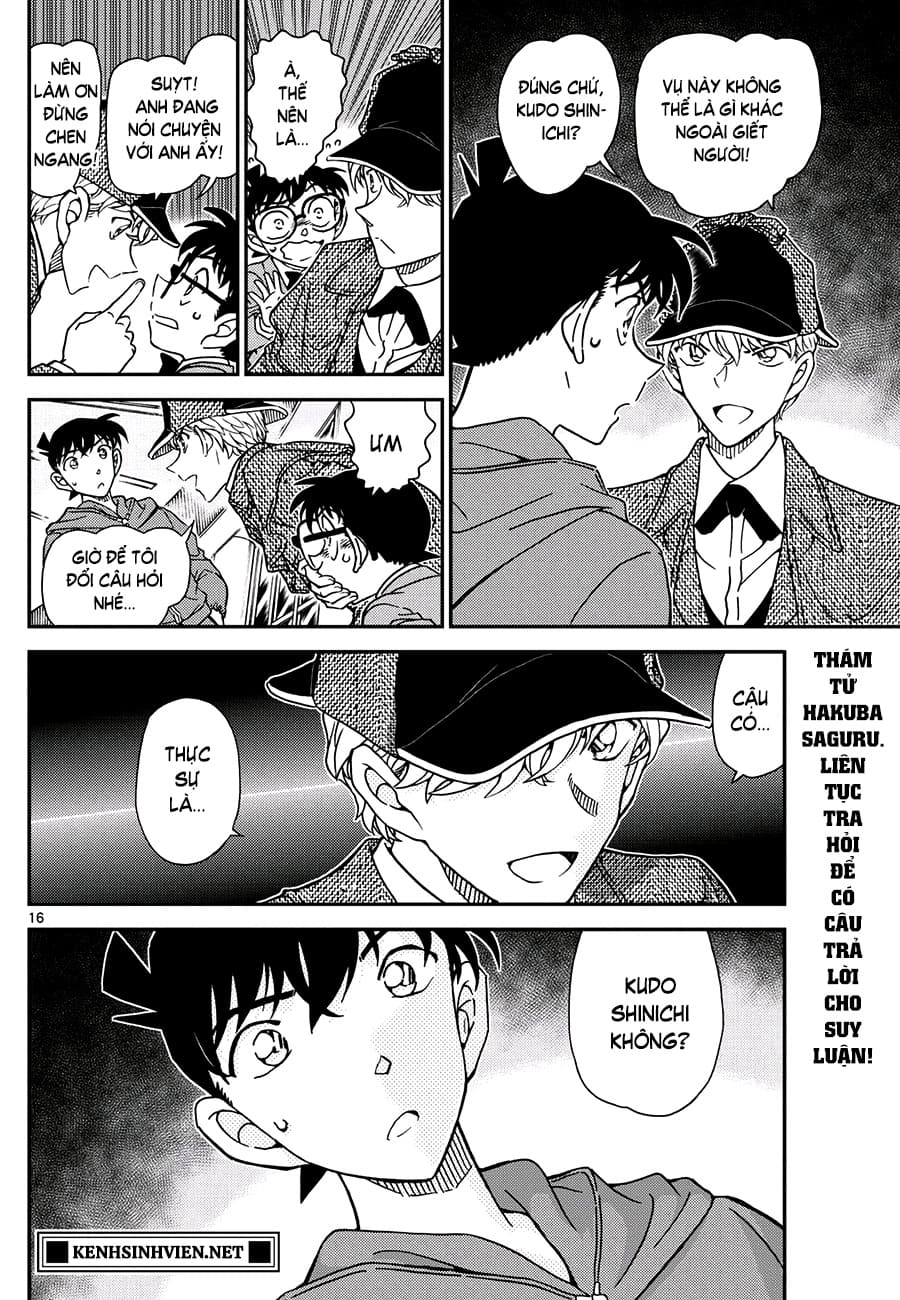 VỤ NÀY KHÔNG
THỂ LÀ GÌ KHÁC
NGOÀI GIẾT
NGƯỜI!
ĐÚNG CHỨ,
KUDO SHIN-
ICHI?
À,
THẾ
NÊN
LÀ...
SUYT!
ANH ĐANG
NÓI CHUYỆN
VỚI ANH ẤY!
NÊN
LÀM ƠN
ĐỪNG
CHEN
NGANG!
ƯM
GIỜ ĐỂ TÔI
ĐỔI CÂU HỎI
NHÉ...
CẬU
CÓ...
THỰC
SỰ
LÀ...
THÁM
TỬ
HAKUBA
SAGURU.
LIÊN
TỤC
TRA
HỎI
ĐỂ
CÓ
CÂU
TRẢ
LỜI
CHO
SUY
LUẬN!
16
KUDO
SHINICHI
KHÔNG?
KENHSINHVIEN.NET